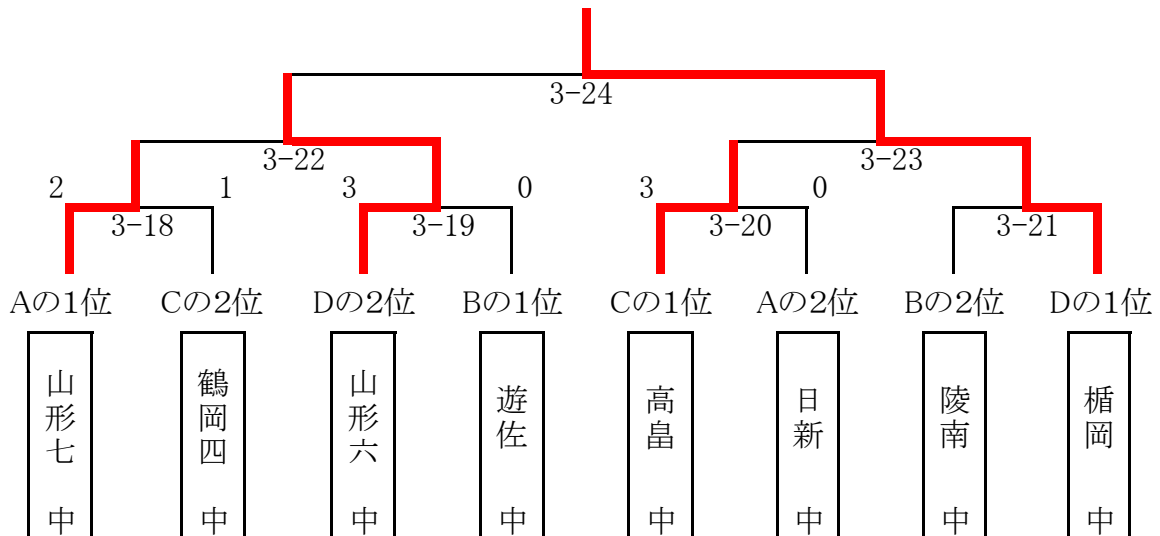 3-24
3-22
3-23
2
1
3
0
3
0
3-18
3-19
3-20
3-21
Aの1位
Cの2位
Dの2位
Bの1位
Cの1位
Aの2位
Bの2位
Dの1位
山形七 中
鶴岡四 中
山形六 中
遊佐 中
高畠 中
日新 中
陵南 中
楯岡 中